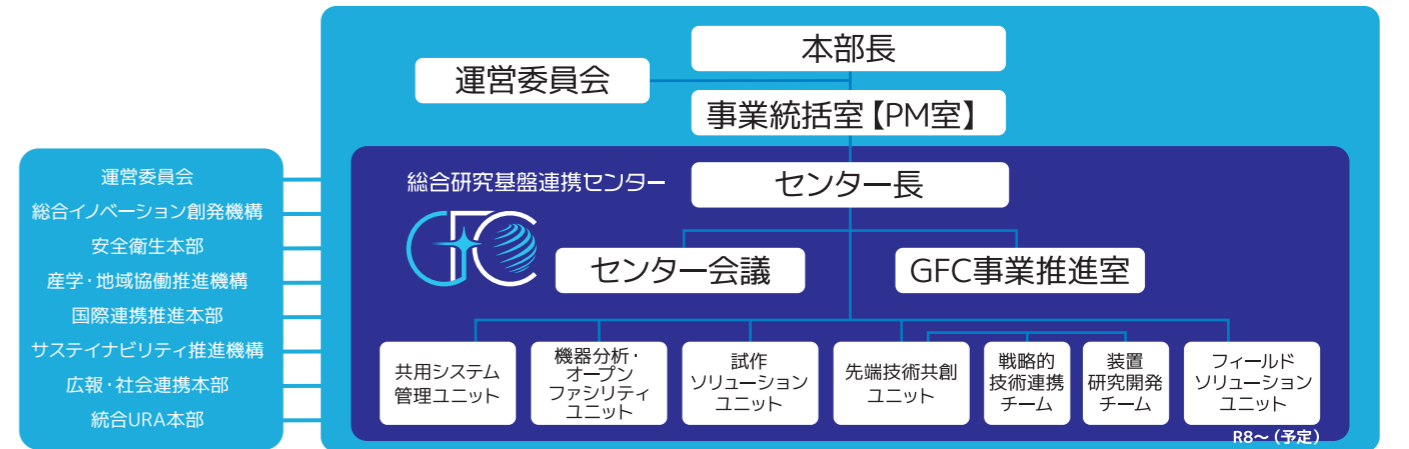 本部長
運営委員会
事業統括室【PM室】
運営委員会
総合イノベーション創発機構
安全衛生本部
産学・地域協働推進機構
国際連携推進本部
サステイナビリティ推進機構
広報・社会連携本部
統合URA本部
総合研究基盤連携センター
GFC
センター長
センター会議
GFC事業推進室
共用システム
管理ユニット
機器分析・
オープン
ファシリティ
ユニット
試作
ソリューション
ユニット
先端技術共創
ユニット
戦略的
技術連携
チーム
装置
研究開発
チーム
フィールド
ソリューション
ユニット
R8～（予定）